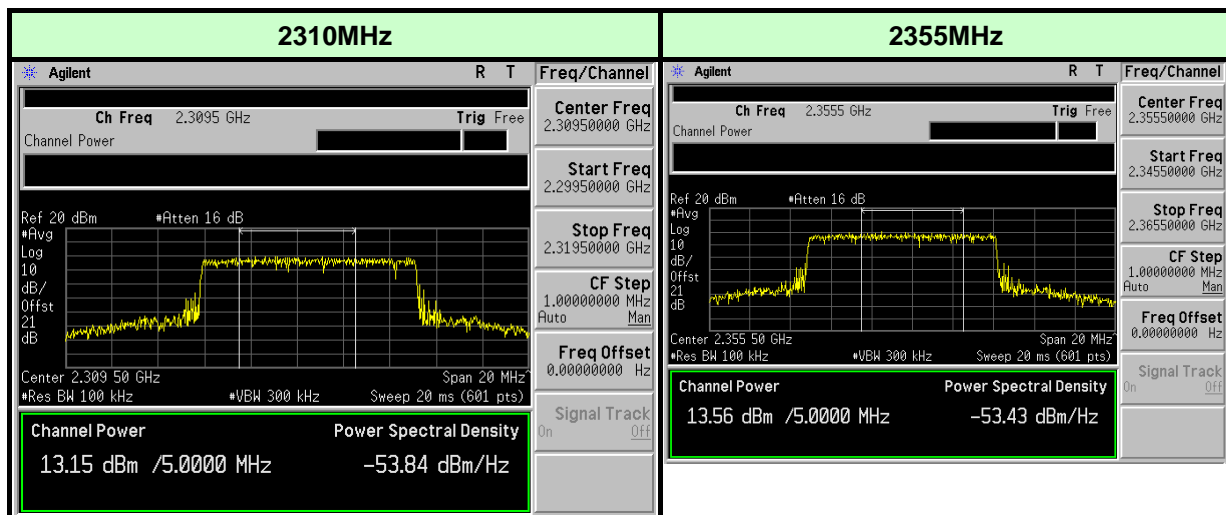 2310MHz
2355MHz
Agilent R T
Freq/Channel
Ch Freq 2.3095 GHz Trig Free
Channel Power
Center Freq
2.30950000 GHz
Start Freq
2.29950000 GHz
Stop Freq
2.31950000 GHz
CF Step
1.00000000 MHz
Auto Man
Freq Offset
0.00000000 Hz
Signal Track
On Off
Ref 20 dBm #Atten 16 dB
#Avg
Log
10
dB/
Offst
21
dB
Center 2.309 50 GHz Span 20 MHz^
#Res BW 100 kHz #VBW 300 kHz Sweep 20 ms (601 pts)
Channel Power Power Spectral Density
13.15 dBm /5.0000 MHz -53.84 dBm/Hz
Agilent R T
Freq/Channel
Ch Freq 2.3555 GHz Trig Free
Channel Power
Center Freq
2.35550000 GHz
Start Freq
2.34550000 GHz
Stop Freq
2.36550000 GHz
CF Step
1.00000000 MHz
Auto Man
Freq Offset
0.00000000 Hz
Signal Track
On Off
Ref 20 dBm #Atten 16 dB
#Avg
Log
10
dB/
Offst
21
dB
Center 2.355 50 GHz Span 20 MHz^
#Res BW 100 kHz #VBW 300 kHz Sweep 20 ms (601 pts)
Channel Power Power Spectral Density
13.56 dBm /5.0000 MHz -53.43 dBm/Hz